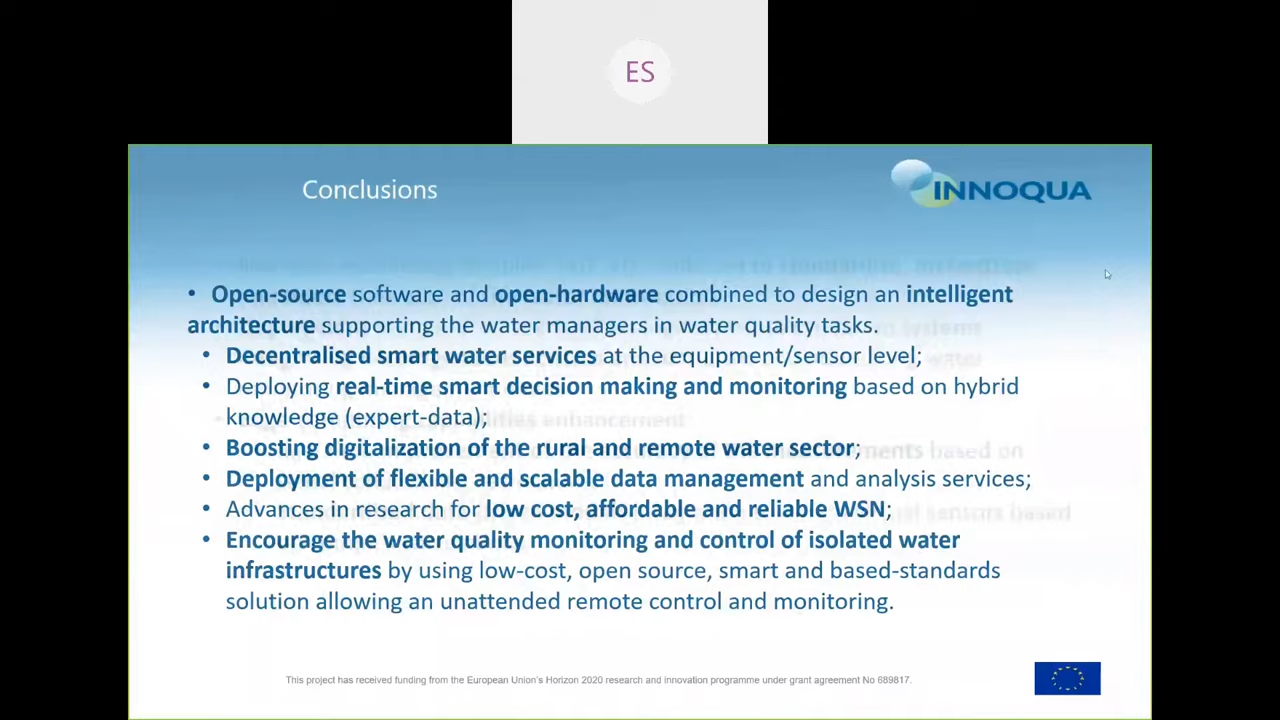 ES
Conclusions
INNOQUA
• Open-source software and open-hardware combined to design an intelligent
architecture supporting the water managers in water quality tasks.
• Decentralised smart water services at the equipment/sensor level;
• Deploying real-time smart decision making and monitoring based on hybrid
knowledge (expert-data);
• Boosting digitalization of the rural and remote water sector;
• Deployment of flexible and scalable data management and analysis services;
• Advances in research for low cost, affordable and reliable WSN;
• Encourage the water quality monitoring and control of isolated water
infrastructures by using low-cost, open source, smart and based-standards
solution allowing an unattended remote control and monitoring.
This project has received funding from the European Union's Horizon 2020 research and innovation programme under grant agreement No 689817.